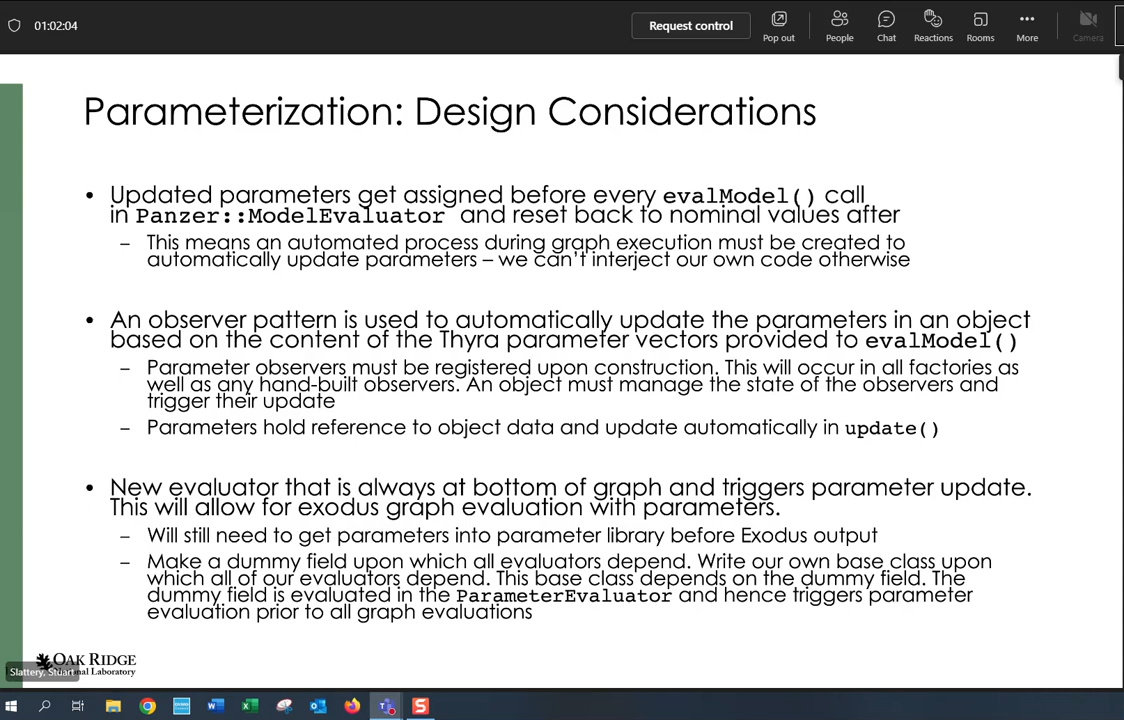 01:02:04
Request control
Pop out
People
Chat
Reactions
Rooms
More
Camera
Parameterization: Design Considerations
• Updated parameters get assigned before every evalModel() call
in Panzer::ModelEvaluator and reset back to nominal values after
– This means an automated process during graph execution must be created to
automatically update parameters – we can't interject our own code otherwise
• An observer pattern is used to automatically update the parameters in an object
based on the content of the Thyra parameter vectors provided to evalModel()
– Parameter observers must be registered upon construction. This will occur in all factories as
well as any hand-built observers. An object must manage the state of the observers and
trigger their update
– Parameters hold reference to object data and update automatically in update()
• New evaluator that is always at bottom of graph and triggers parameter update.
This will allow for exodus graph evaluation with parameters.
– Will still need to get parameters into parameter library before Exodus output
– Make a dummy field upon which all evaluators depend. Write our own base class upon
which all of our evaluators depend. This base class depends on the dummy field. The
dummy field is evaluated in the ParameterEvaluator and hence triggers parameter
evaluation prior to all graph evaluations
OAK RIDGE
Laboratory
Slattery, Stuart